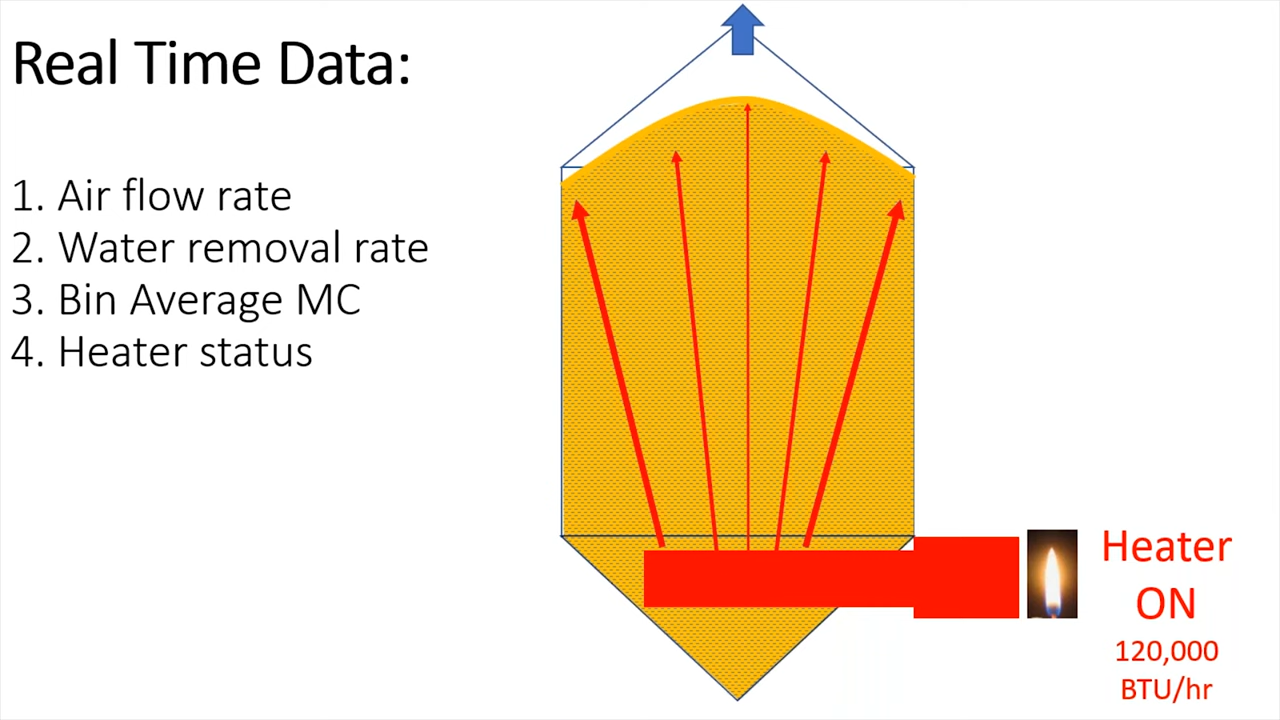 Real Time Data:
1. Air flow rate
2. Water removal rate
3. Bin Average MC
4. Heater status
Heater
ON
120,000
BTU/hr